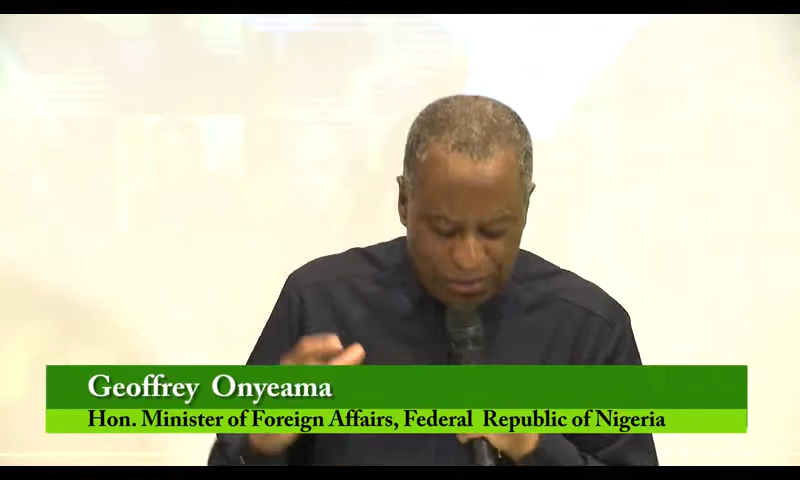 Geoffrey Onyeama
Hon. Minister of Foreign Affairs, Federal Republic of Nigeria